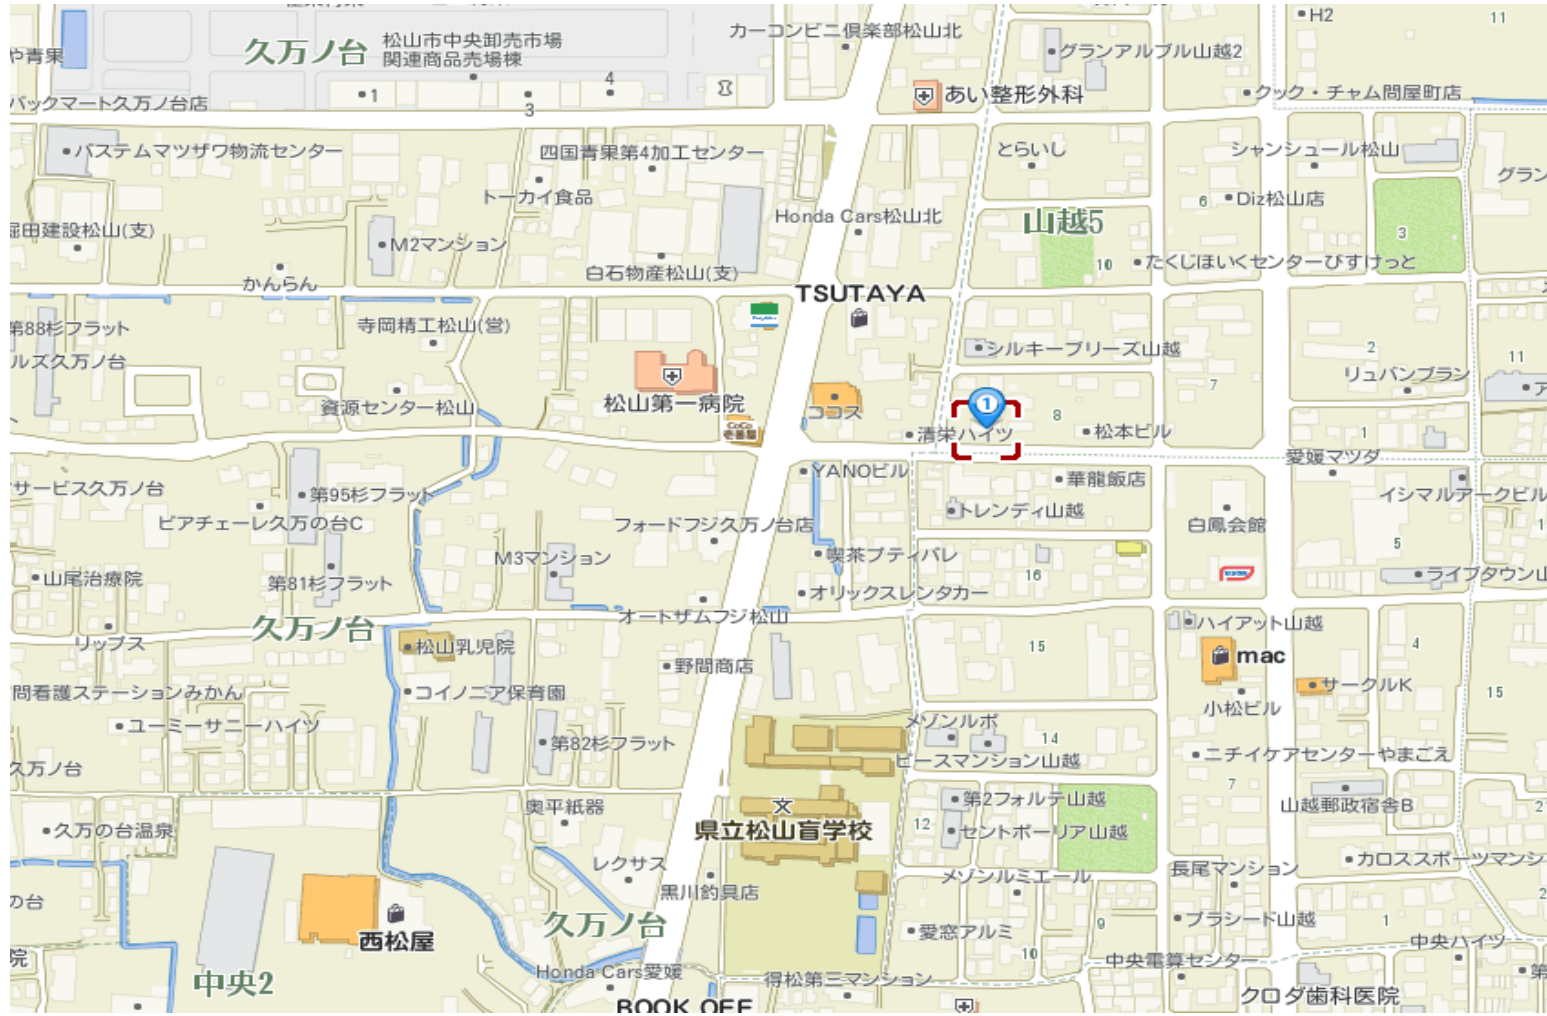 久万ノ台
松山市中央卸売市場
関連商品売場棟
カーコンビニ倶楽部松山北
H2
11
グランアルブル山越2
や青果
1
3
4
あい整形外科
クック・チャム問屋町店
バックマート久万ノ台店
パステムマツザワ物流センター
四国青果第4加工センター
とらいし
シャンシュール松山
グラン
トーカイ食品
6
Diz松山店
Honda Cars松山北
山越5
3
堀田建設松山(支)
M2マンション
白石物産松山(支)
10
たくじほいくセンターびすけっと
かんらん
TSUTAYA
第88杉フラット
寺岡精工松山(営)
シルキーブリーズ山越
2
11
ルズ久万ノ台
リュバンブラン
7
ア
資源センター松山
松山第一病院
ココス
1
8
CoCo
壱番屋
清栄ハイツ
松本ビル
1
愛媛マツダ
YANOビル
華龍飯店
サービス久万ノ台
第95杉フラット
イシマルアークビル
トレンディ山越
ピアチェーレ久万の台C
フォードフジ久万ノ台店
白鳳会館
M3マンション
喫茶プティパレ
5
山尾治療院
第81杉フラット
16
ライブタウン山
オリックスレンタカー
久万ノ台
オートザムフジ松山
ハイアット山越
リップス
松山乳児院
15
4
mac
野間商店
問看護ステーションみかん
コイノニア保育園
サークルK
15
小松ビル
ユーミーサニーハイツ
メゾンルポ
14
第82杉フラット
ニチイケアセンターやまごえ
ピースマンション山越
久万ノ台
7
奥平紙器
第2フォルテ山越
山越郵政宿舎B
2
久万の台温泉
県立松山盲学校
12
セントポーリア山越
レクサス
カロススポーツマンシ
長尾マンション
黒川釣具店
メゾンルミエール
の台
久万ノ台
9
ブラシード山越
1
西松屋
愛窓アルミ
中央ハイツ
院
10
中央電算センター
Honda Cars愛媛
得松第三マンション
第
中央2
クロダ歯科医院
BOOK OFF